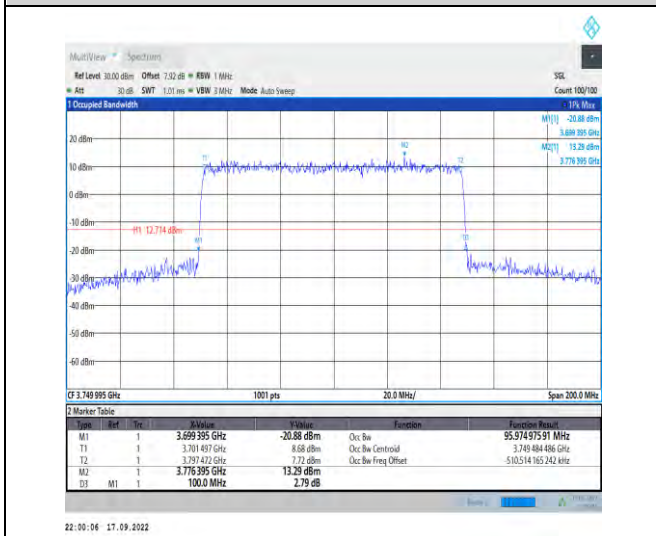 MultiView Spectrum
Ref Level 30.00 dBm Offset 7.92 dB RBW 1 MHz SGL
Att 30 dB SWT 1.01 ms VBW 3 MHz Mode Auto Sweep Count 100/100
1 Occupied Bandwidth 1Pk Max
M1[1] -20.88 dBm
3.699 395 GHz
M2[1] 13.29 dBm
3.776 395 GHz
20 dBm
M2
T1 T2
10 dBm
0 dBm
-10 dBm
H1 12.714 dBm
M1 D3
-20 dBm
-30 dBm
-40 dBm
-50 dBm
-60 dBm
CF 3.749 995 GHz 1001 pts 20.0 MHz/ Span 200.0 MHz
2 Marker Table
Type Ref Trc X-Value Y-Value Function Function Result
M1 1 3.699 395 GHz -20.88 dBm Occ Bw 95.974 975 91 MHz
T1 1 3.701 497 GHz 8.68 dBm Occ Bw Centroid 3.749 484 486 GHz
T2 1 3.797 472 GHz 7.72 dBm Occ Bw Freq Offset -510.514 165 242 kHz
M2 1 3.776 395 GHz 13.29 dBm
D3 M1 1 100.0 MHz 2.79 dB
22:00:06 17.09.2022